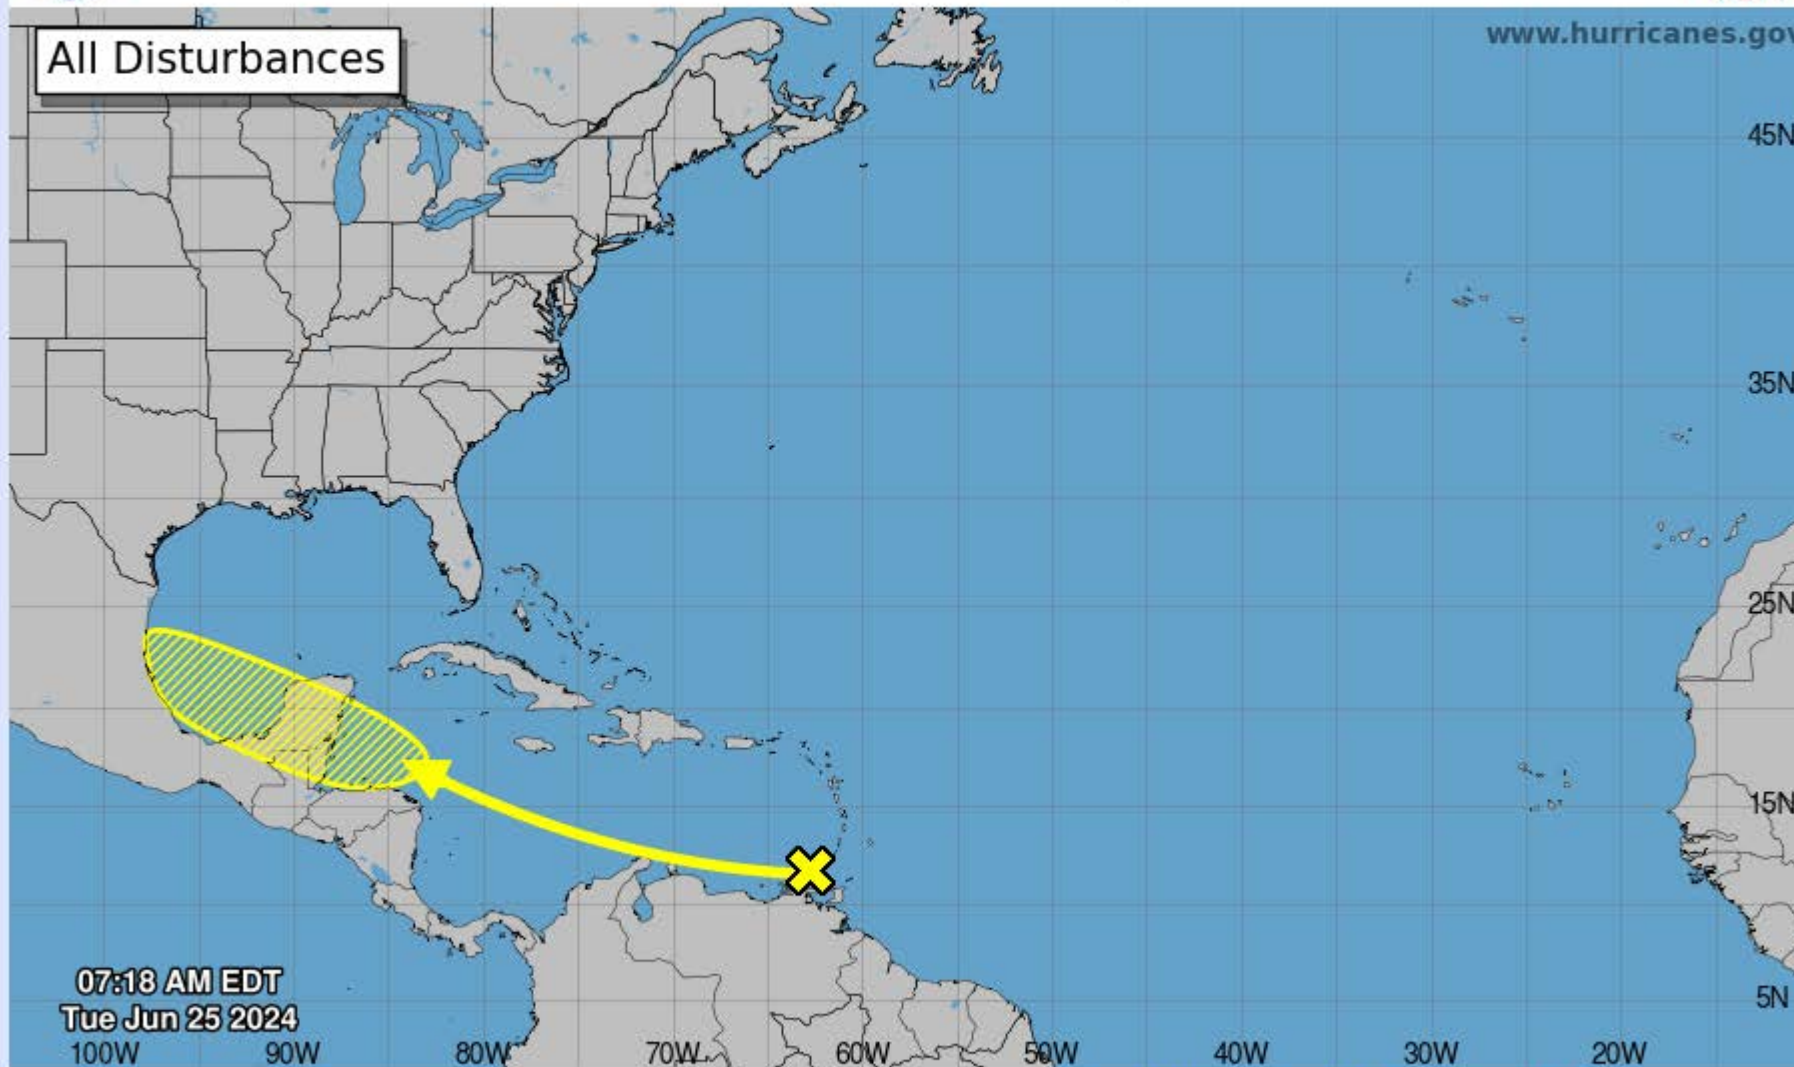 All Disturbances
www.hurricanes.gov
45N
35N
25N
15N
5N
07:18 AM EDT
Tue Jun 25 2024
100W 90W 80W 70W 60W 50W 40W 30W 20W